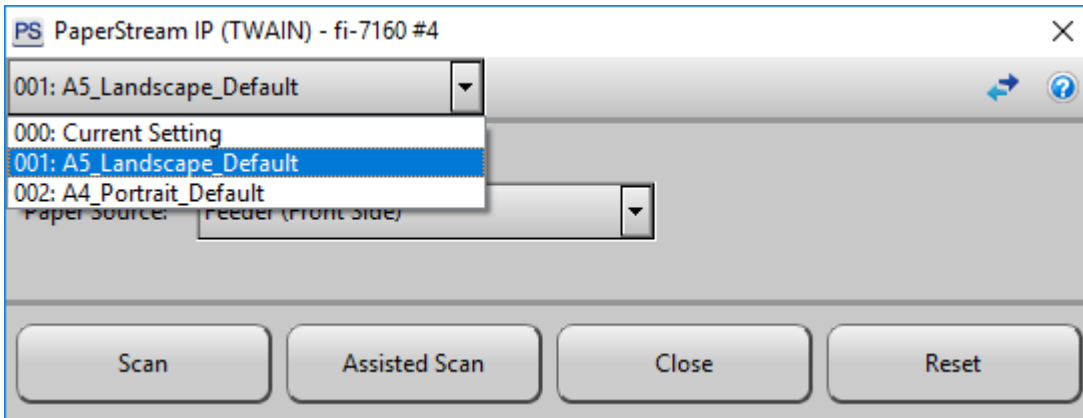 PS PaperStream IP (TWAIN) - fi-7160 #4
001: A5_Landscape_Default
000: Current Setting
001: A5_Landscape_Default
002: A4_Portrait_Default
Paper Source: Feeder (Front Side)
Scan Assisted Scan Close Reset